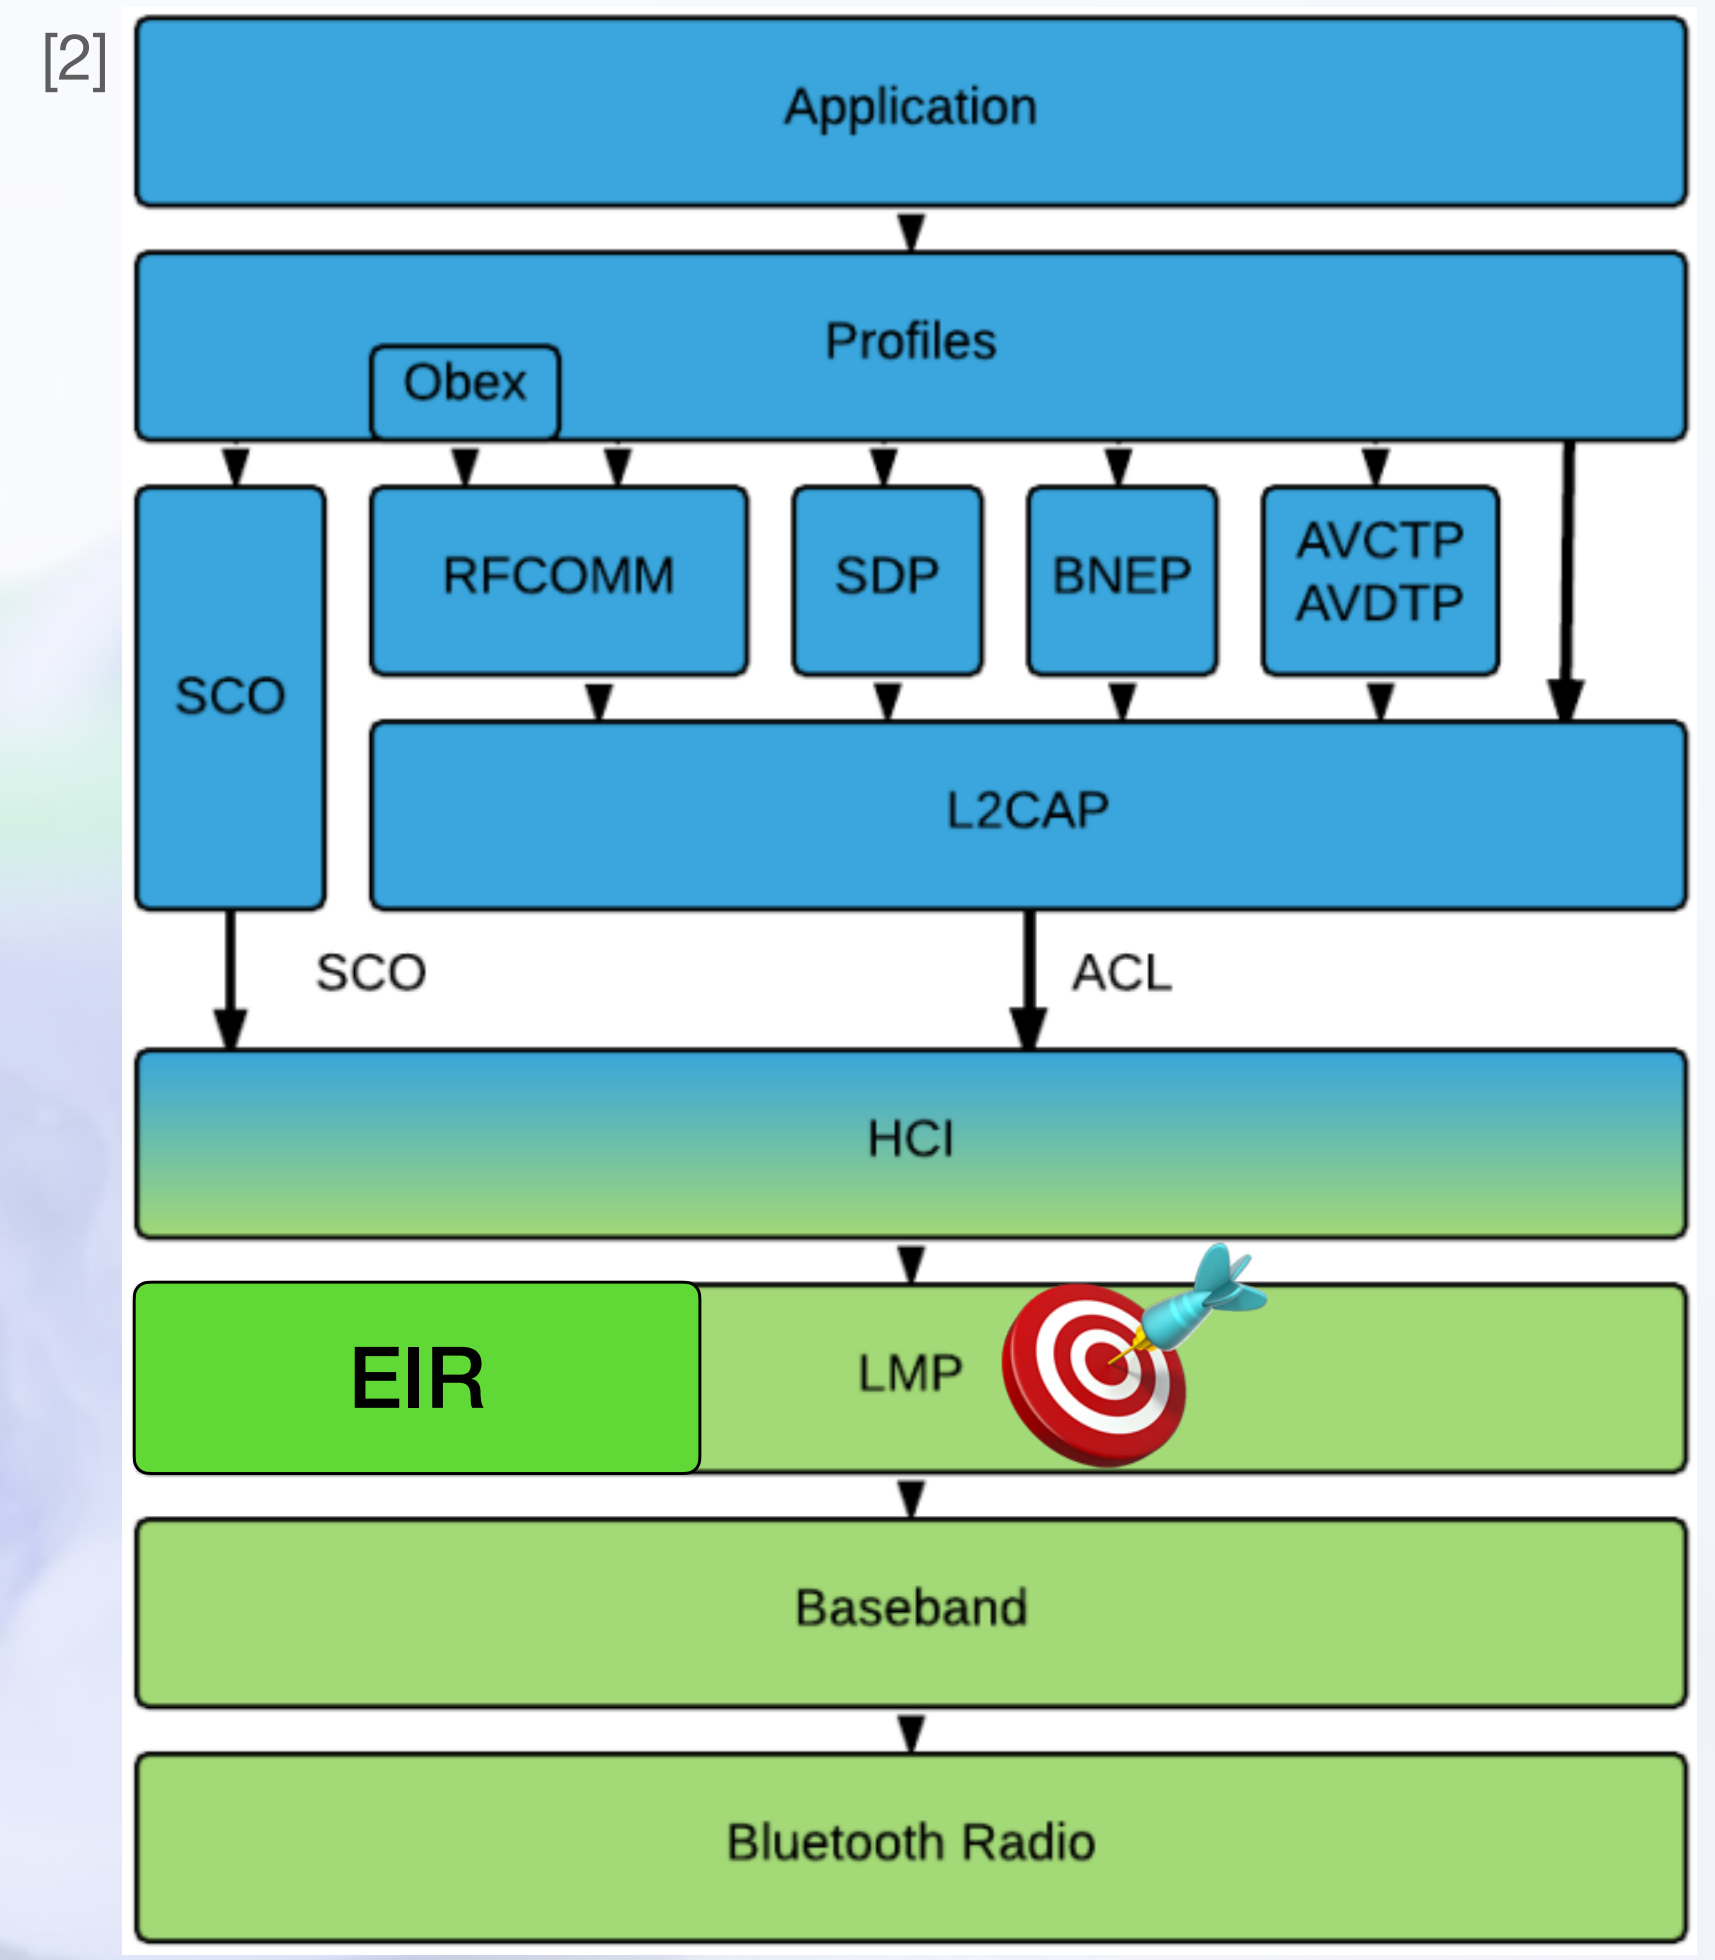 [2]
Application
Profiles
Obex
SCO
RFCOMM
SDP
BNEP
AVCTP
AVDTP
L2CAP
SCO
ACL
HCI
EIR
LMP
Baseband
Bluetooth Radio